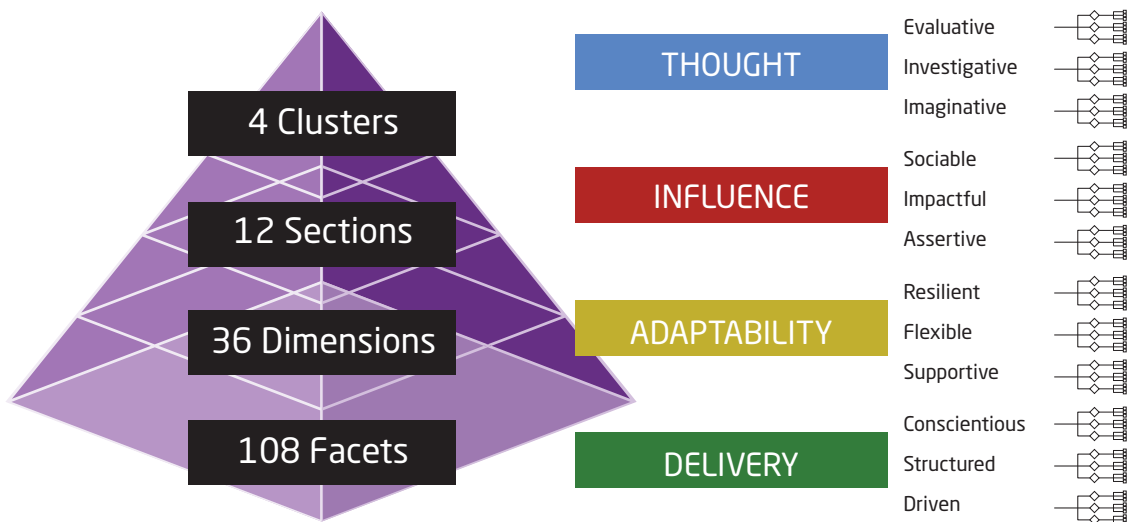 4 Clusters
12 Sections
36 Dimensions
108 Facets
THOUGHT
Evaluative
Investigative
Imaginative
INFLUENCE
Sociable
Impactful
Assertive
ADAPTABILITY
Resilient
Flexible
Supportive
DELIVERY
Conscientious
Structured
Driven